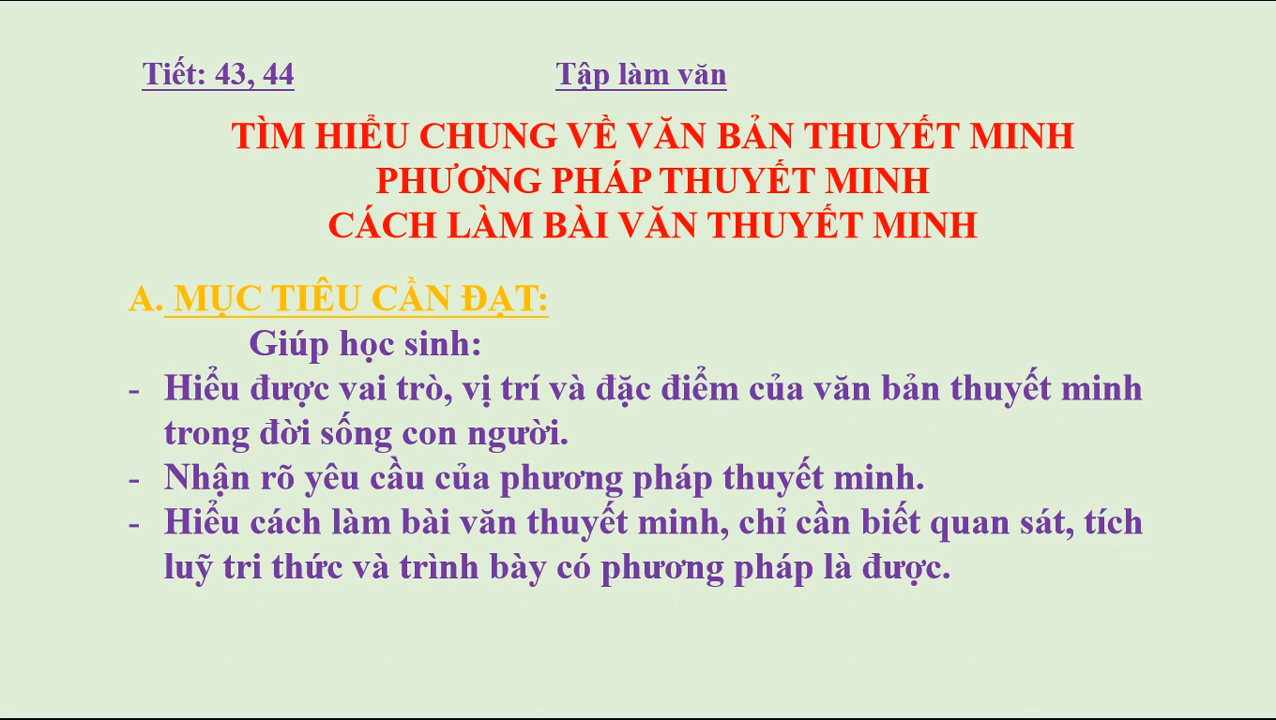 Tiết: 43, 44 Tập làm văn
TÌM HIỂU CHUNG VỀ VĂN BẢN THUYẾT MINH
PHƯƠNG PHÁP THUYẾT MINH
CÁCH LÀM BÀI VĂN THUYẾT MINH
A. MỤC TIÊU CẦN ĐẠT:
Giúp học sinh:
- Hiểu được vai trò, vị trí và đặc điểm của văn bản thuyết minh
trong đời sống con người.
- Nhận rõ yêu cầu của phương pháp thuyết minh.
- Hiểu cách làm bài văn thuyết minh, chỉ cần biết quan sát, tích
luỹ tri thức và trình bày có phương pháp là được.